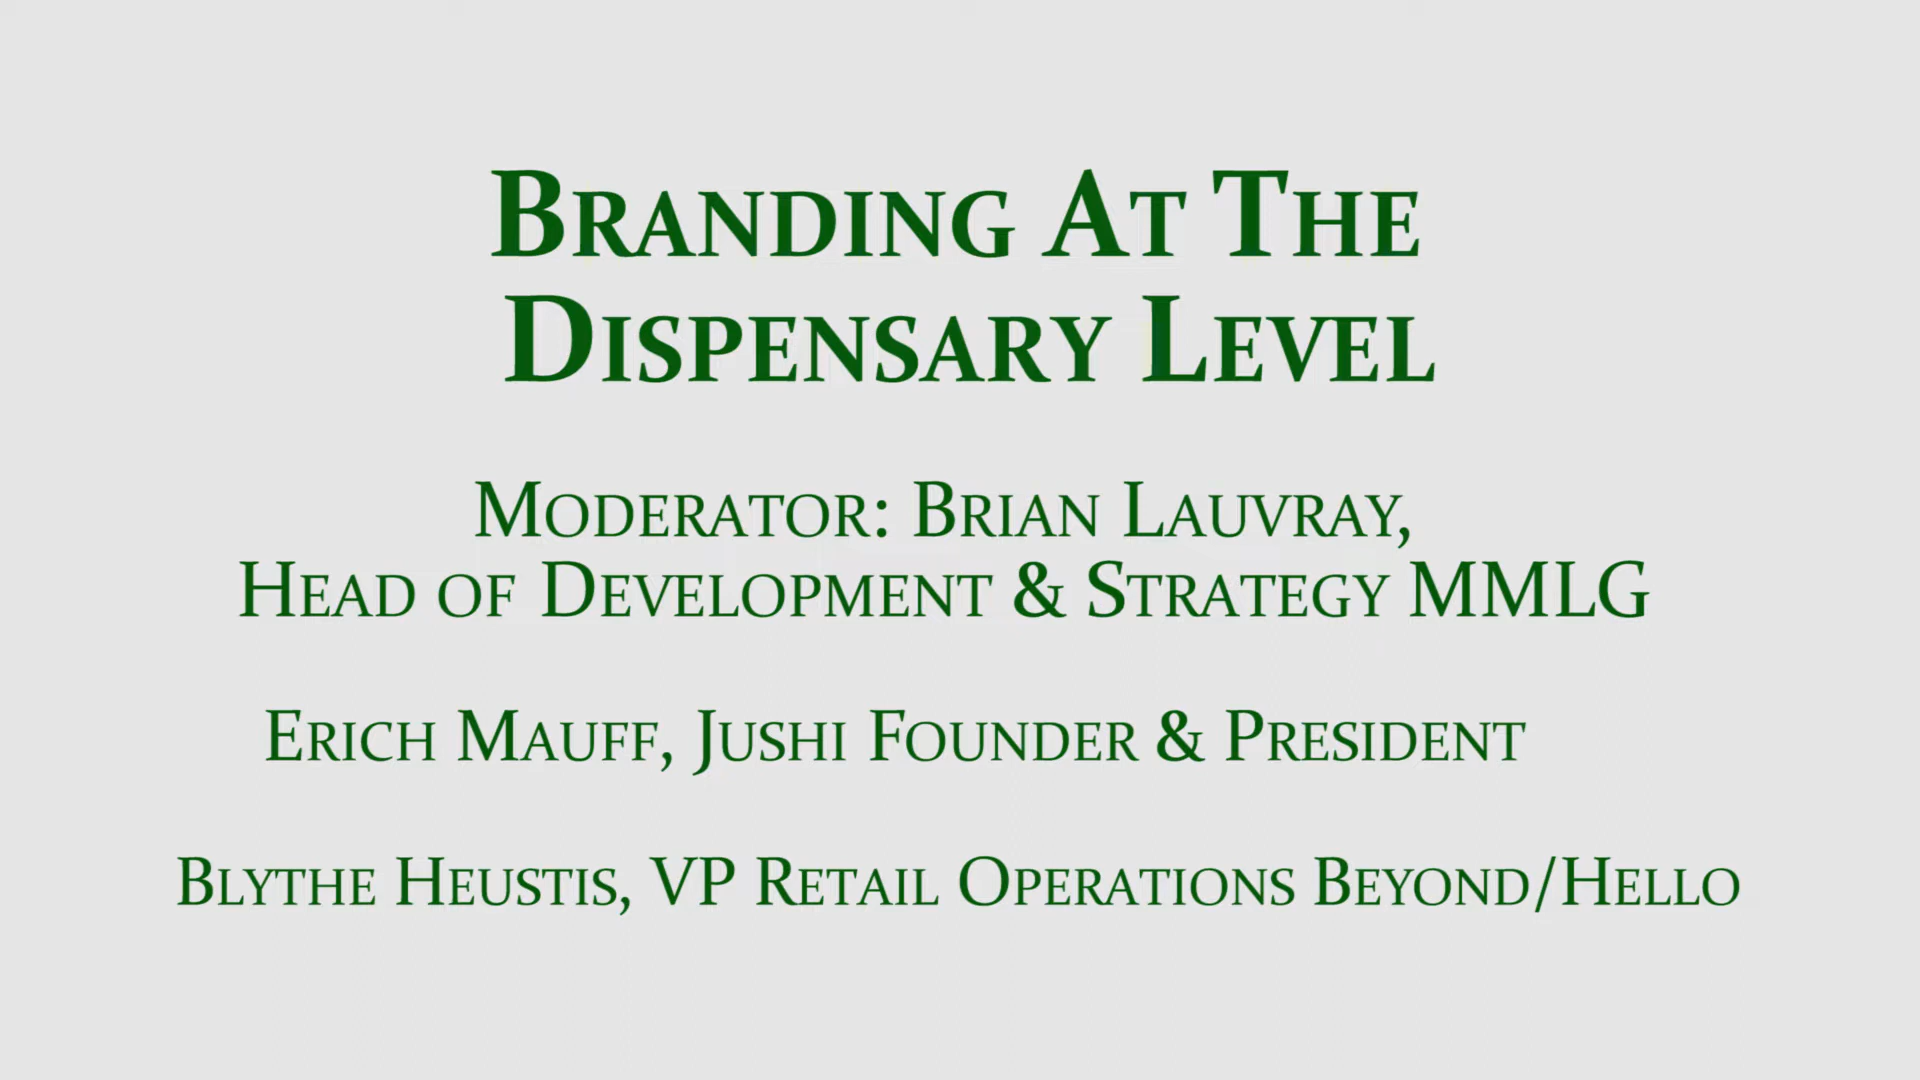 Branding At The
Dispensary Level
Moderator: Brian Lauvray,
Head of Development & Strategy MMLG
Erich Mauff, Jushi Founder & President
Blythe Heustis, VP Retail Operations Beyond/Hello